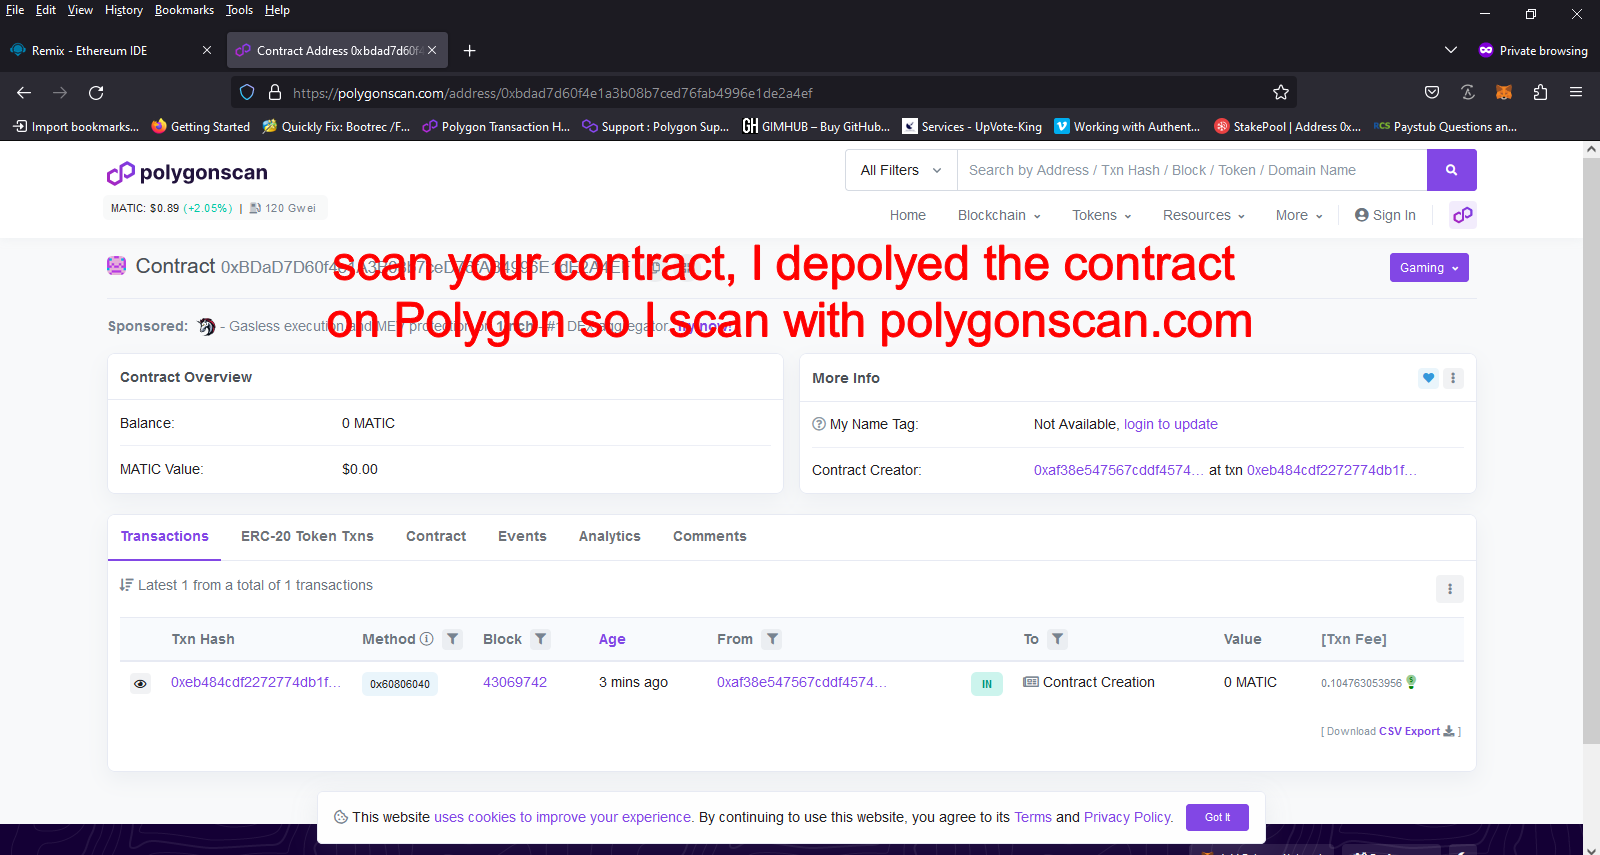 File Edit View History Bookmarks Tools Help
Remix - Ethereum IDE
Contract Address 0xbdad7d60f4
Private browsing
https://polygonscan.com/address/0xbdad7d60f4e1a3b08b7ced76fab4996e1de2a4ef
Import bookmarks... Getting Started Quickly Fix: Bootrec /F... Polygon Transaction H... Support : Polygon Sup... GH GIMHUB – Buy GitHub... Services - UpVote-King Working with Authent... StakePool | Address 0x... RCS Paystub Questions an...
polygonscan
All Filters Search by Address / Txn Hash / Block / Token / Domain Name
MATIC: $0.89 (+2.05%) | 120 Gwei
Home Blockchain Tokens Resources More Sign In
Contract
Gaming
scan your contract, I depolyed the contract
on Polygon so I scan with polygonscan.com
Sponsored: - Gasless execution and MEV protection on 1inch - #1 DEX aggregator.
Contract Overview
Balance: 0 MATIC
MATIC Value: $0.00
More Info
My Name Tag: Not Available, login to update
Contract Creator: 0xaf38e547567cddf4574... at txn 0xeb484cdf2272774db1f...
Transactions ERC-20 Token Txns Contract Events Analytics Comments
Latest 1 from a total of 1 transactions
Txn Hash Method Block Age From To Value [Txn Fee]
0xeb484cdf2272774db1f... 0x60806040 43069742 3 mins ago 0xaf38e547567cddf4574... IN Contract Creation 0 MATIC 0.104763053956
[ Download CSV Export ]
This website uses cookies to improve your experience. By continuing to use this website, you agree to its Terms and Privacy Policy. Got It